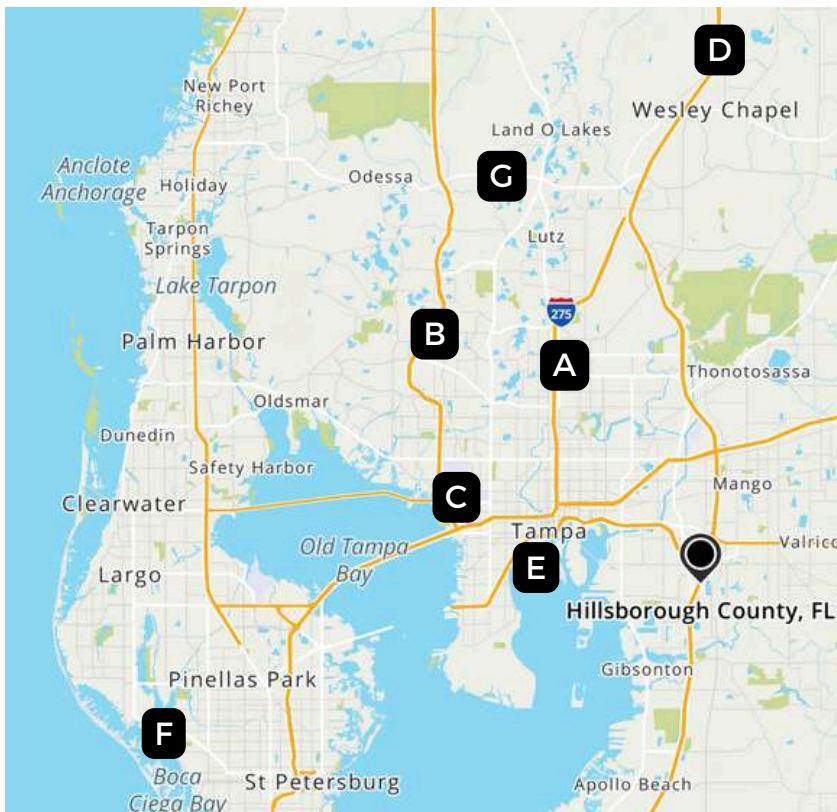 D
New Port
Richey
Wesley Chapel
Land O Lakes
Anclote
Anchorage
Holiday
Odessa
G
Tarpon
Springs
Lutz
Lake Tarpon
275
B
Palm Harbor
A
Thonotosassa
Oldsmar
Dunedin
Safety Harbor
Mango
Clearwater
C
Tampa
Valrico
Old Tampa
Bay
E
Largo
Hillsborough County, FL
Gibsonton
Pinellas Park
F
Boca
Ciega Bay
St Petersburg
Apollo Beach